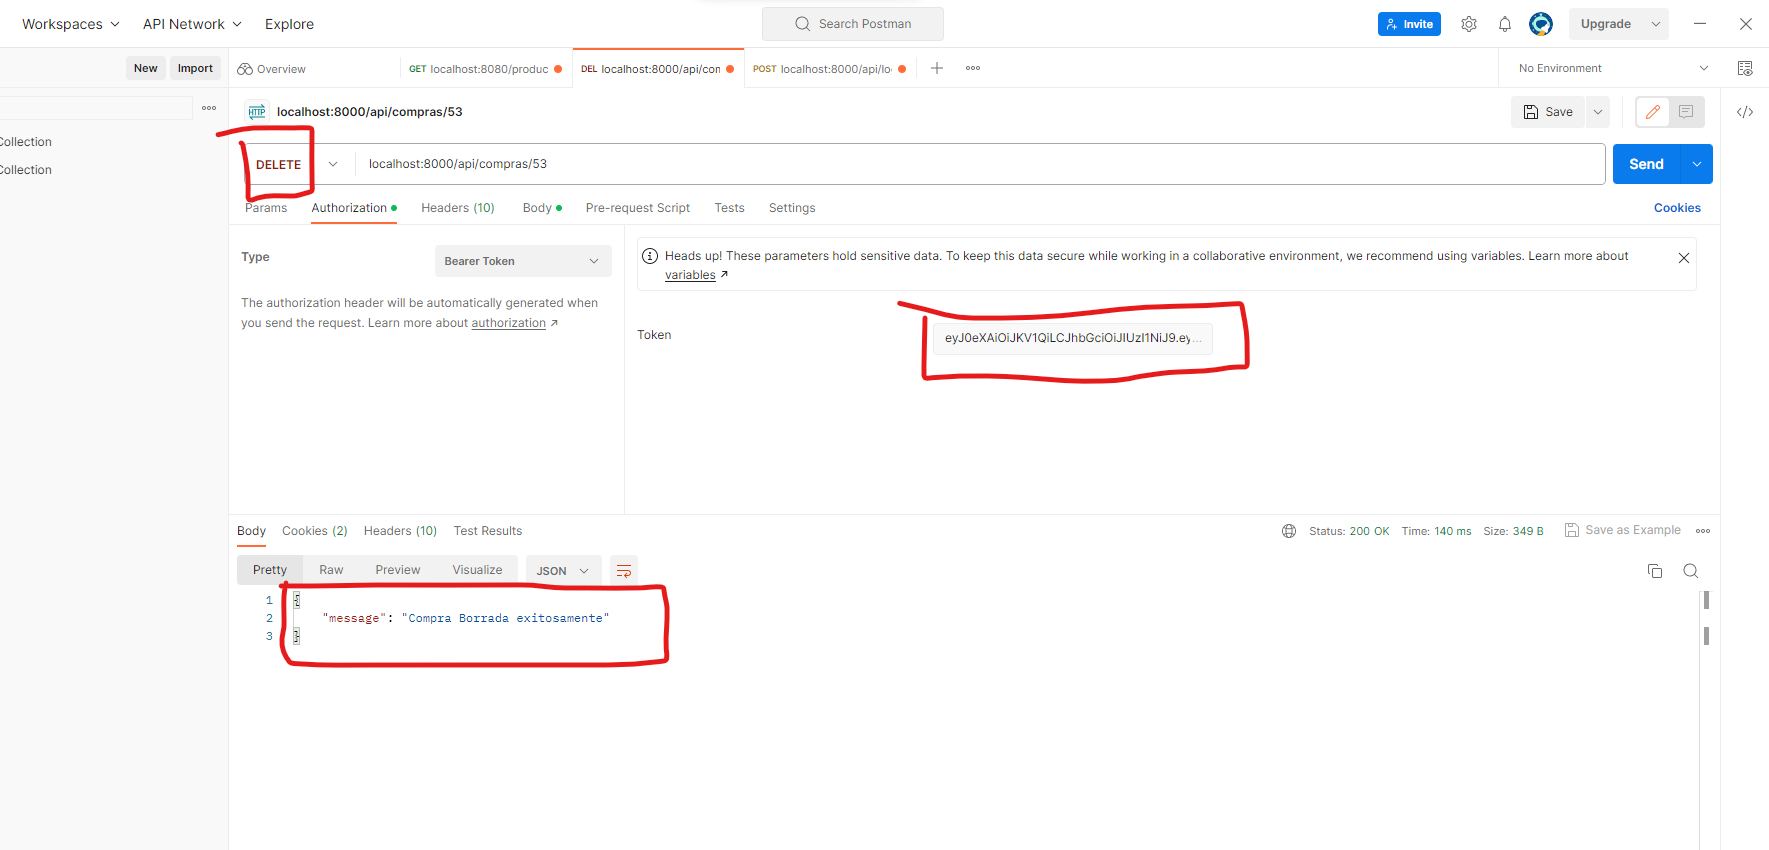 Workspaces API Network Explore Search Postman Invite Upgrade
New Import Overview GET localhost:8080/produc DEL localhost:8000/api/con POST localhost:8000/api/lo No Environment
HTTP localhost:8000/api/compras/53 Save
Collection
Collection
DELETE localhost:8000/api/compras/53 Send
Params Authorization Headers (10) Body Pre-request Script Tests Settings Cookies
Type Bearer Token
Heads up! These parameters hold sensitive data. To keep this data secure while working in a collaborative environment, we recommend using variables. Learn more about
variables
The authorization header will be automatically generated when
you send the request. Learn more about authorization
Token eyJ0eXAiOiJKV1QiLCJhbGciOiJIUzI1NiJ9.ey...
Body Cookies (2) Headers (10) Test Results Status: 200 OK Time: 140 ms Size: 349 B Save as Example
Pretty Raw Preview Visualize JSON
1 {
2 "message": "Compra Borrada exitosamente"
3 }